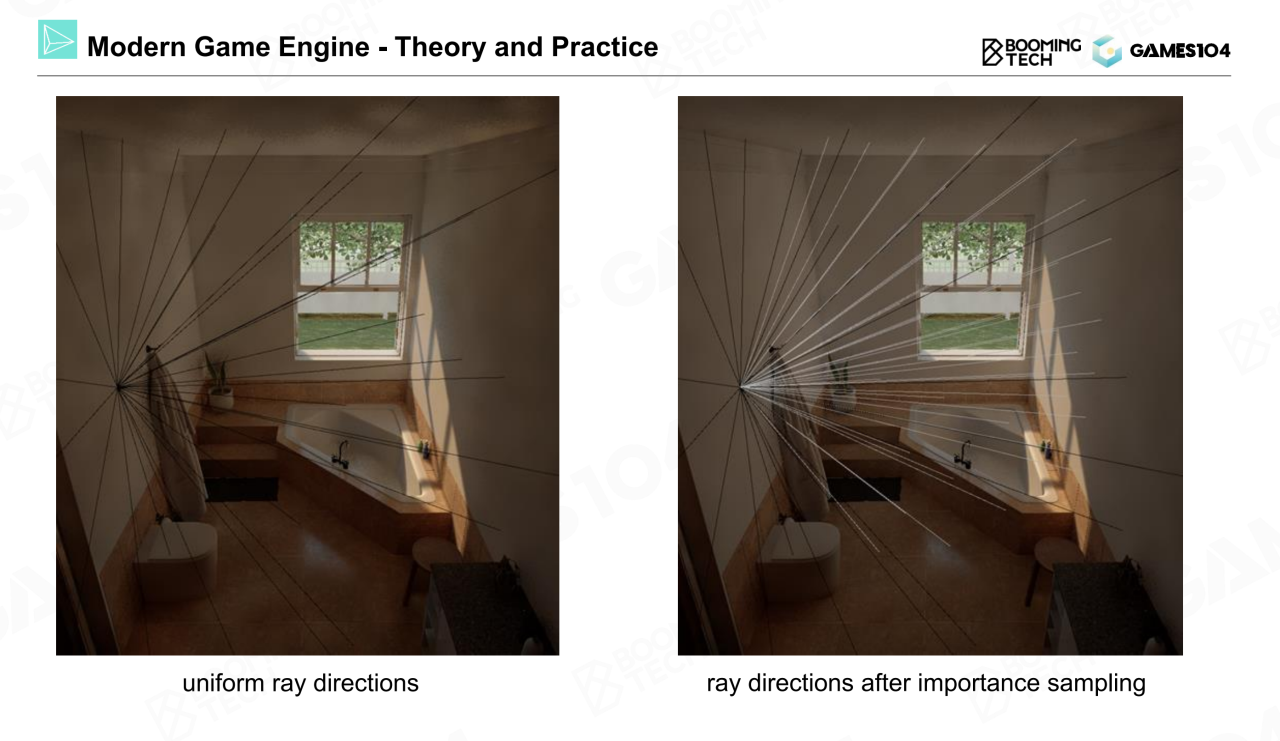 Modern Game Engine - Theory and Practice
BOOMING
TECH
GAMES104
uniform ray directions
ray directions after importance sampling